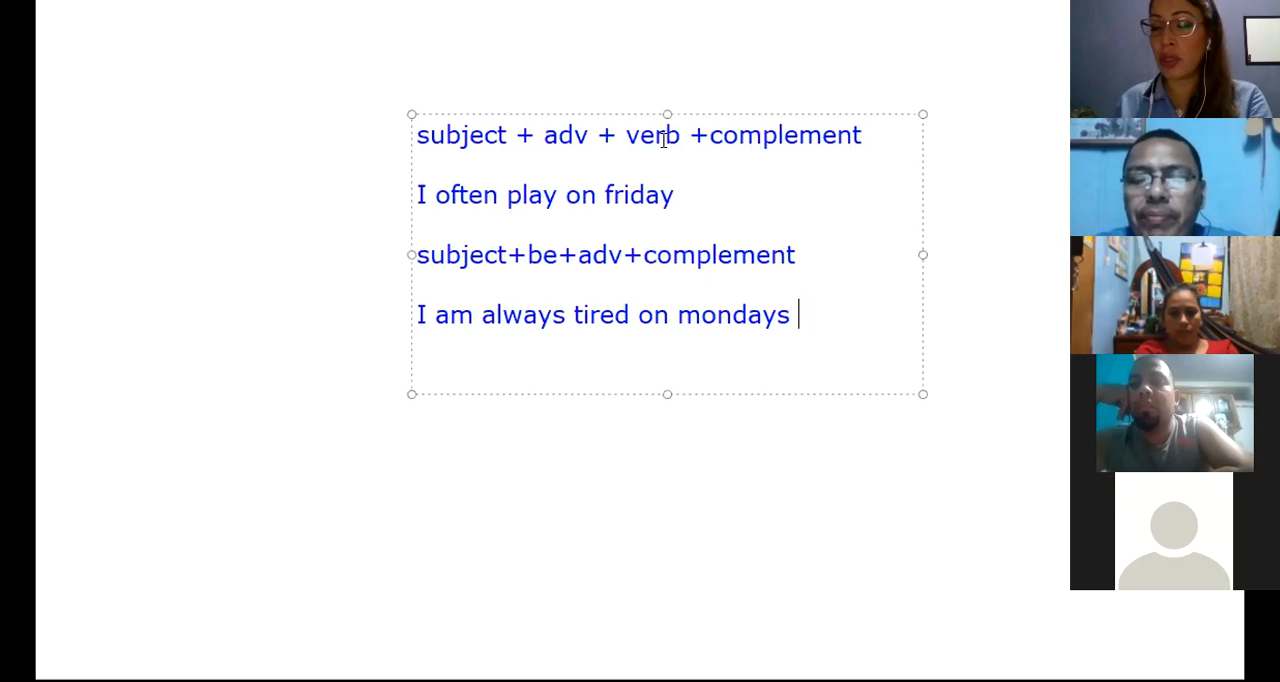 subject + adv + verb +complement
I often play on friday
subject+be+adv+complement
I am always tired on mondays